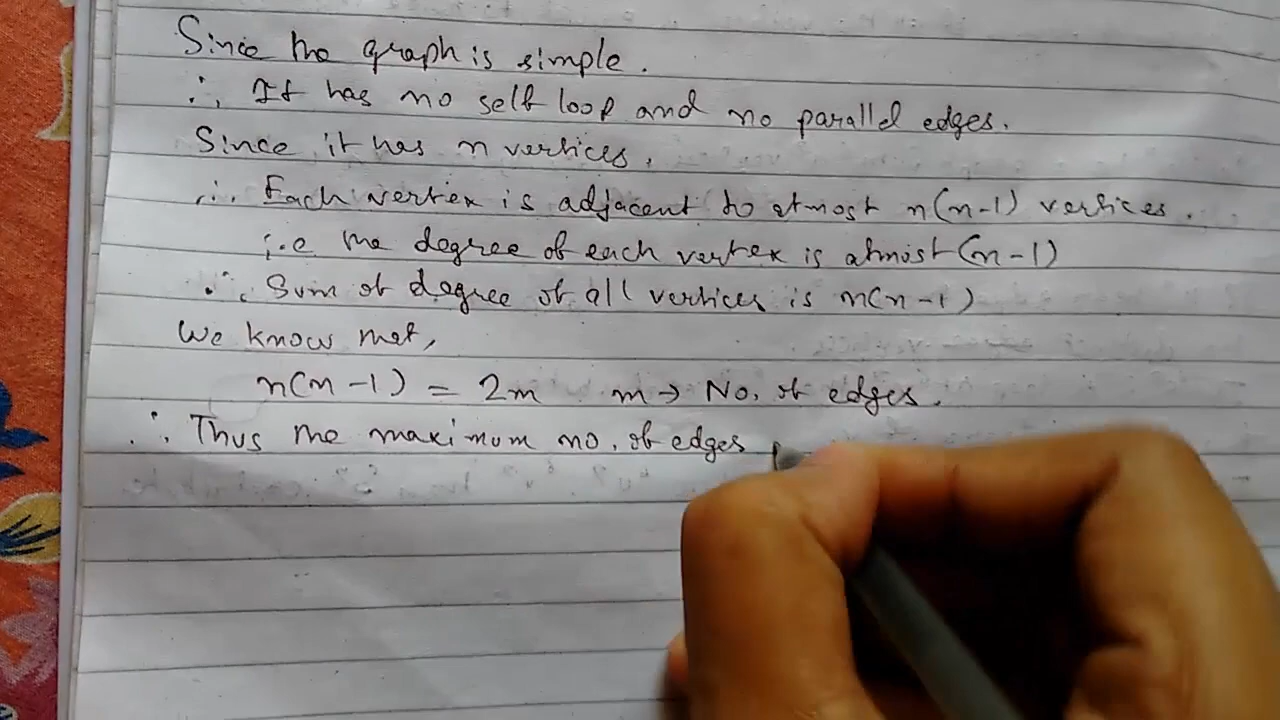 Since the graph is simple.
∴ It has no self loop and no parallel edges.
Since it has n vertices,
∴ Each vertex is adjacent to atmost n(n-1) vertices.
i.e the degree of each vertex is atmost (n-1)
∴ Sum of degree of all vertices is n(n-1)
We know that,
n(n-1) = 2m m → No. of edges.
∴ Thus the maximum no. of edges